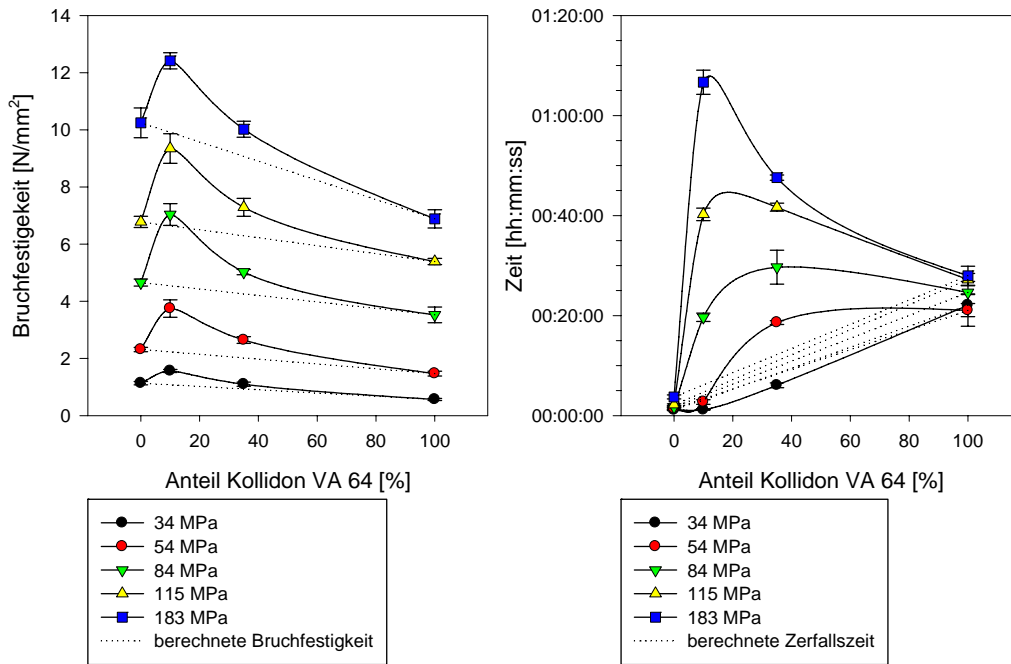 Bruchfestigekeit [N/mm²]
14
12
10
8
6
4
2
0
0 20 40 60 80 100
Anteil Kollidon VA 64 [%]
34 MPa
54 MPa
84 MPa
115 MPa
183 MPa
berechnete Bruchfestigkeit
Zeit [hh:mm:ss]
01:20:00
01:00:00
00:40:00
00:20:00
00:00:00
0 20 40 60 80 100
Anteil Kollidon VA 64 [%]
34 MPa
54 MPa
84 MPa
115 MPa
183 MPa
berechnete Zerfallszeit